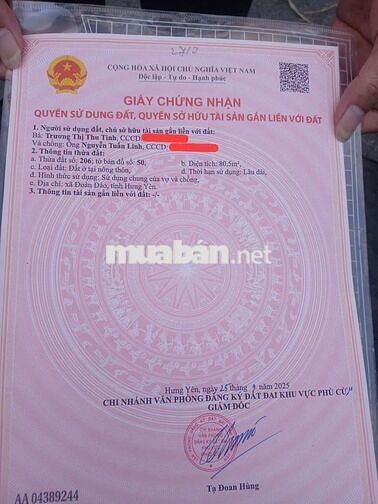 2712
CỘNG HÒA XÃ HỘI CHỦ NGHĨA VIỆT NAM
Độc lập - Tự do - Hạnh phúc
GIẤY CHỨNG NHẬN
QUYỀN SỬ DỤNG ĐẤT, QUYỀN SỞ HỮU TÀI SẢN GẮN LIỀN VỚI ĐẤT
1. Người sử dụng đất, chủ sở hữu tài sản gắn liền với đất:
Bà: Trương Thị Thu Tình, CCCD
Và chồng: Ông Nguyễn Tuấn Linh, CCCD:
2. Thông tin thửa đất:
a. Thửa đất số: 206; tờ bản đồ số: 50, b. Diện tích: 80,5m²,
c. Loại đất: Đất ở tại nông thôn, d. Thời hạn sử dụng: Lâu dài,
đ. Hình thức sử dụng: Sử dụng chung của vợ và chồng,
e. Địa chỉ: xã Đoàn Đào, tỉnh Hưng Yên.
3. Thông tin tài sản gắn liền với đất: -/-
muaban.net
Hưng Yên, ngày 25 tháng 9 năm 2025
CHI NHÁNH VĂN PHÒNG ĐĂNG KÝ ĐẤT ĐAI KHU VỰC PHÙ CỪ
GIÁM ĐỐC
CHI NHÁNH
VĂN PHÒNG
Tạ Đoan Hùng
AA 04389244